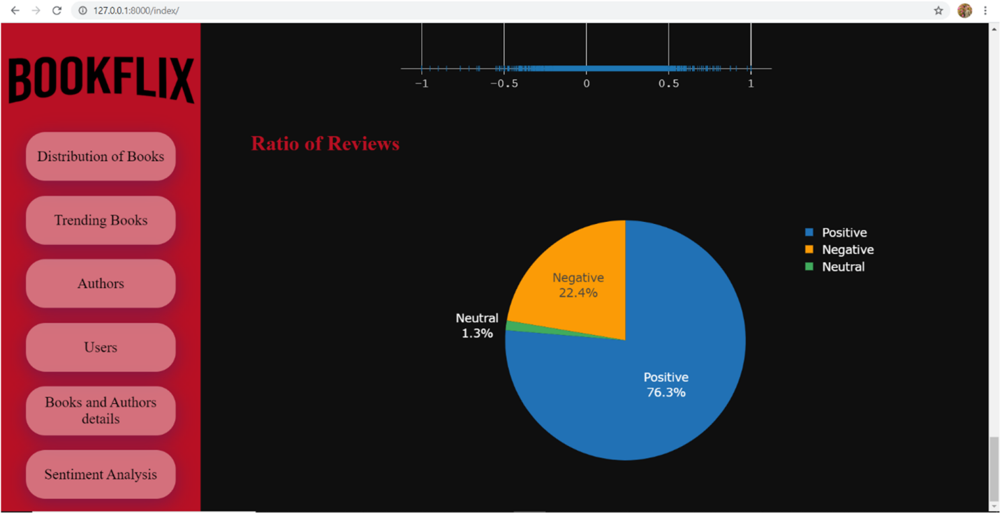 127.0.0.1:8000/index/
BOOKFLIX
Distribution of Books
Trending Books
Authors
Users
Books and Authors
details
Sentiment Analysis
−1 −0.5 0 0.5 1
Ratio of Reviews
Positive
Negative
Neutral
Negative
22.4%
Neutral
1.3%
Positive
76.3%